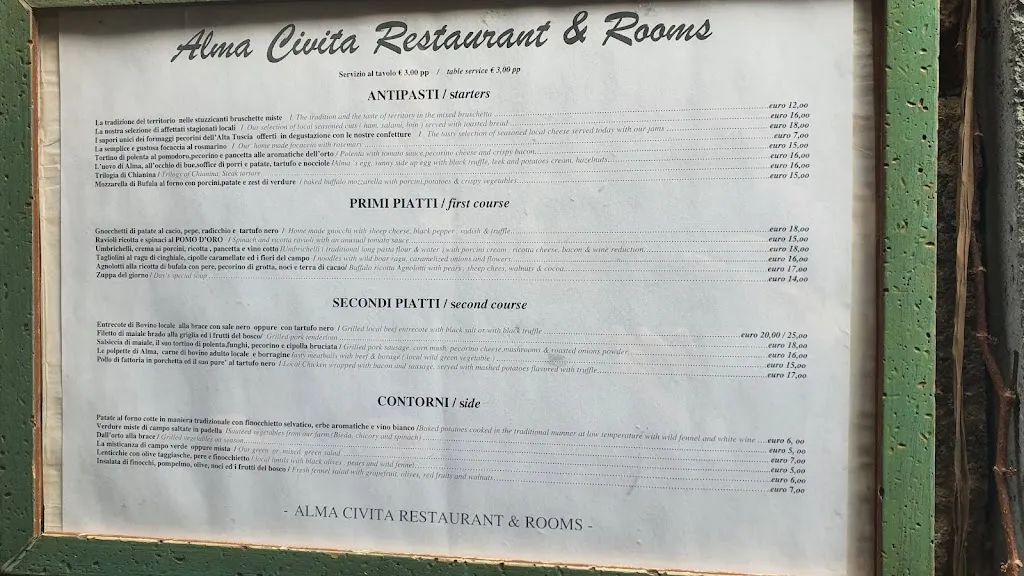 Alma Civita Restaurant & Rooms
Servizio al tavolo € 3,00 pp / table service € 3,00 pp
ANTIPASTI / starters
La tradizione del territorio nelle stuzzicanti bruschette miste / The tradition and the taste of territory in the mixed bruschetta euro 12,00
La nostra selezione di affettati stagionati locali / Our selection of local seasoned cuts ( ham, salami, loin ) served with toasted bread euro 16,00
I sapori unici dei formaggi pecorini dell'Alta Tuscia offerti in degustazione con le nostre confetture / The tasty selection of seasoned local cheese served today with our jams euro 18,00
La semplice e gustosa focaccia al rosmarino / Our home made focaccia with rosemary euro 7,00
Tortino di polenta al pomodoro,pecorino e pancetta alle aromatiche dell'orto / Polenta with tomato sauce,pecorino cheese and crispy bacon euro 15,00
L'uovo di Alma, all'occhio di bue,soffice di porri e patate, tartufo e nocciole /Alma 's egg, sunny side up egg with black truffle, leek and potatoes cream, hazelnuts euro 16,00
Trilogia di Chianina / Trilogy of Chianina, Steak tartare euro 16,00
Mozzarella di Bufala al forno con porcini,patate e zest di verdure / baked buffalo mozzarella with porcini,potatoes & crispy vegetables euro 15,00
PRIMI PIATTI / first course
Gnocchetti di patate al cacio, pepe, radicchio e tartufo nero / Home made gnocchi with sheep cheese, black pepper, radish & truffle euro 18,00
Ravioli ricotta e spinaci al POMO D'ORO / Spinach and ricotta ravioli with an unusual tomato sauce euro 15,00
Umbrichelli, crema ai porcini, ricotta , pancetta e vino cotto /Umbrichelli ( traditional long pasta flour & water ) with porcini cream, ricotta cheese, bacon & wine reduction euro 18,00
Tagliolini al ragù di cinghiale, cipolle caramellate ed i fiori del campo / noodles with wild boar ragù, caramelized onions and flowers euro 16,00
Agnolotti alla ricotta di bufala con pere, pecorino di grotta, noci e terra di cacao/ Buffalo ricotta Agnolotti with pears , sheep chees, walnuts & cocoa euro 17,00
Zuppa del giorno / Day's special soup euro 14,00
SECONDI PIATTI / second course
Entrecote di Bovino locale alla brace con sale nero oppure con tartufo nero / Grilled local beef entrecote with black salt or with black truffle euro 20,00 / 25,00
Filetto di maiale brado alla griglia ed i frutti del bosco/ Grilled pork tenderloin euro 18,00
Salsiccia di maiale, il suo tortino di polenta,funghi, pecorino e cipolla bruciata / Grilled pork sausage, corn mush, pecorino cheese,mushrooms & roasted onions powder euro 16,00
Le polpette di Alma, carne di bovino adulto locale e borragine /asty meatballs with beef & borage ( local wild green vegetable ) euro 15,00
Pollo di fattoria in porchetta ed il suo pure' al tartufo nero / Local Chicken wrapped with bacon and sausage, served with mashed potatoes flavored with truffle euro 17,00
CONTORNI / side
Patate al forno cotte in maniera tradizionale con finocchietto selvatico, erbe aromatiche e vino bianco /Baked potatoes cooked in the traditional manner at low temperature with wild fennel and white wine euro 6, 00
Verdure miste di campo saltate in padella /Sautéed vegetables from our farm (Bieda, chicory and spinach) euro 5, 00
Dall'orto alla brace / Grilled vegetables on season euro 7,00
La misticanza di campo verde oppure mista / Our green or mixed green salad euro 5,00
Lenticchie con olive taggiasche, pere e finocchietto / local lentils with black olives , pears and wild fennel euro 6,00
Insalata di finocchi, pompelmo, olive, noci ed i frutti del bosco / Fresh fennel salad with grapefruit, olives, red fruits and walnuts euro 7,00
- ALMA CIVITA RESTAURANT & ROOMS -